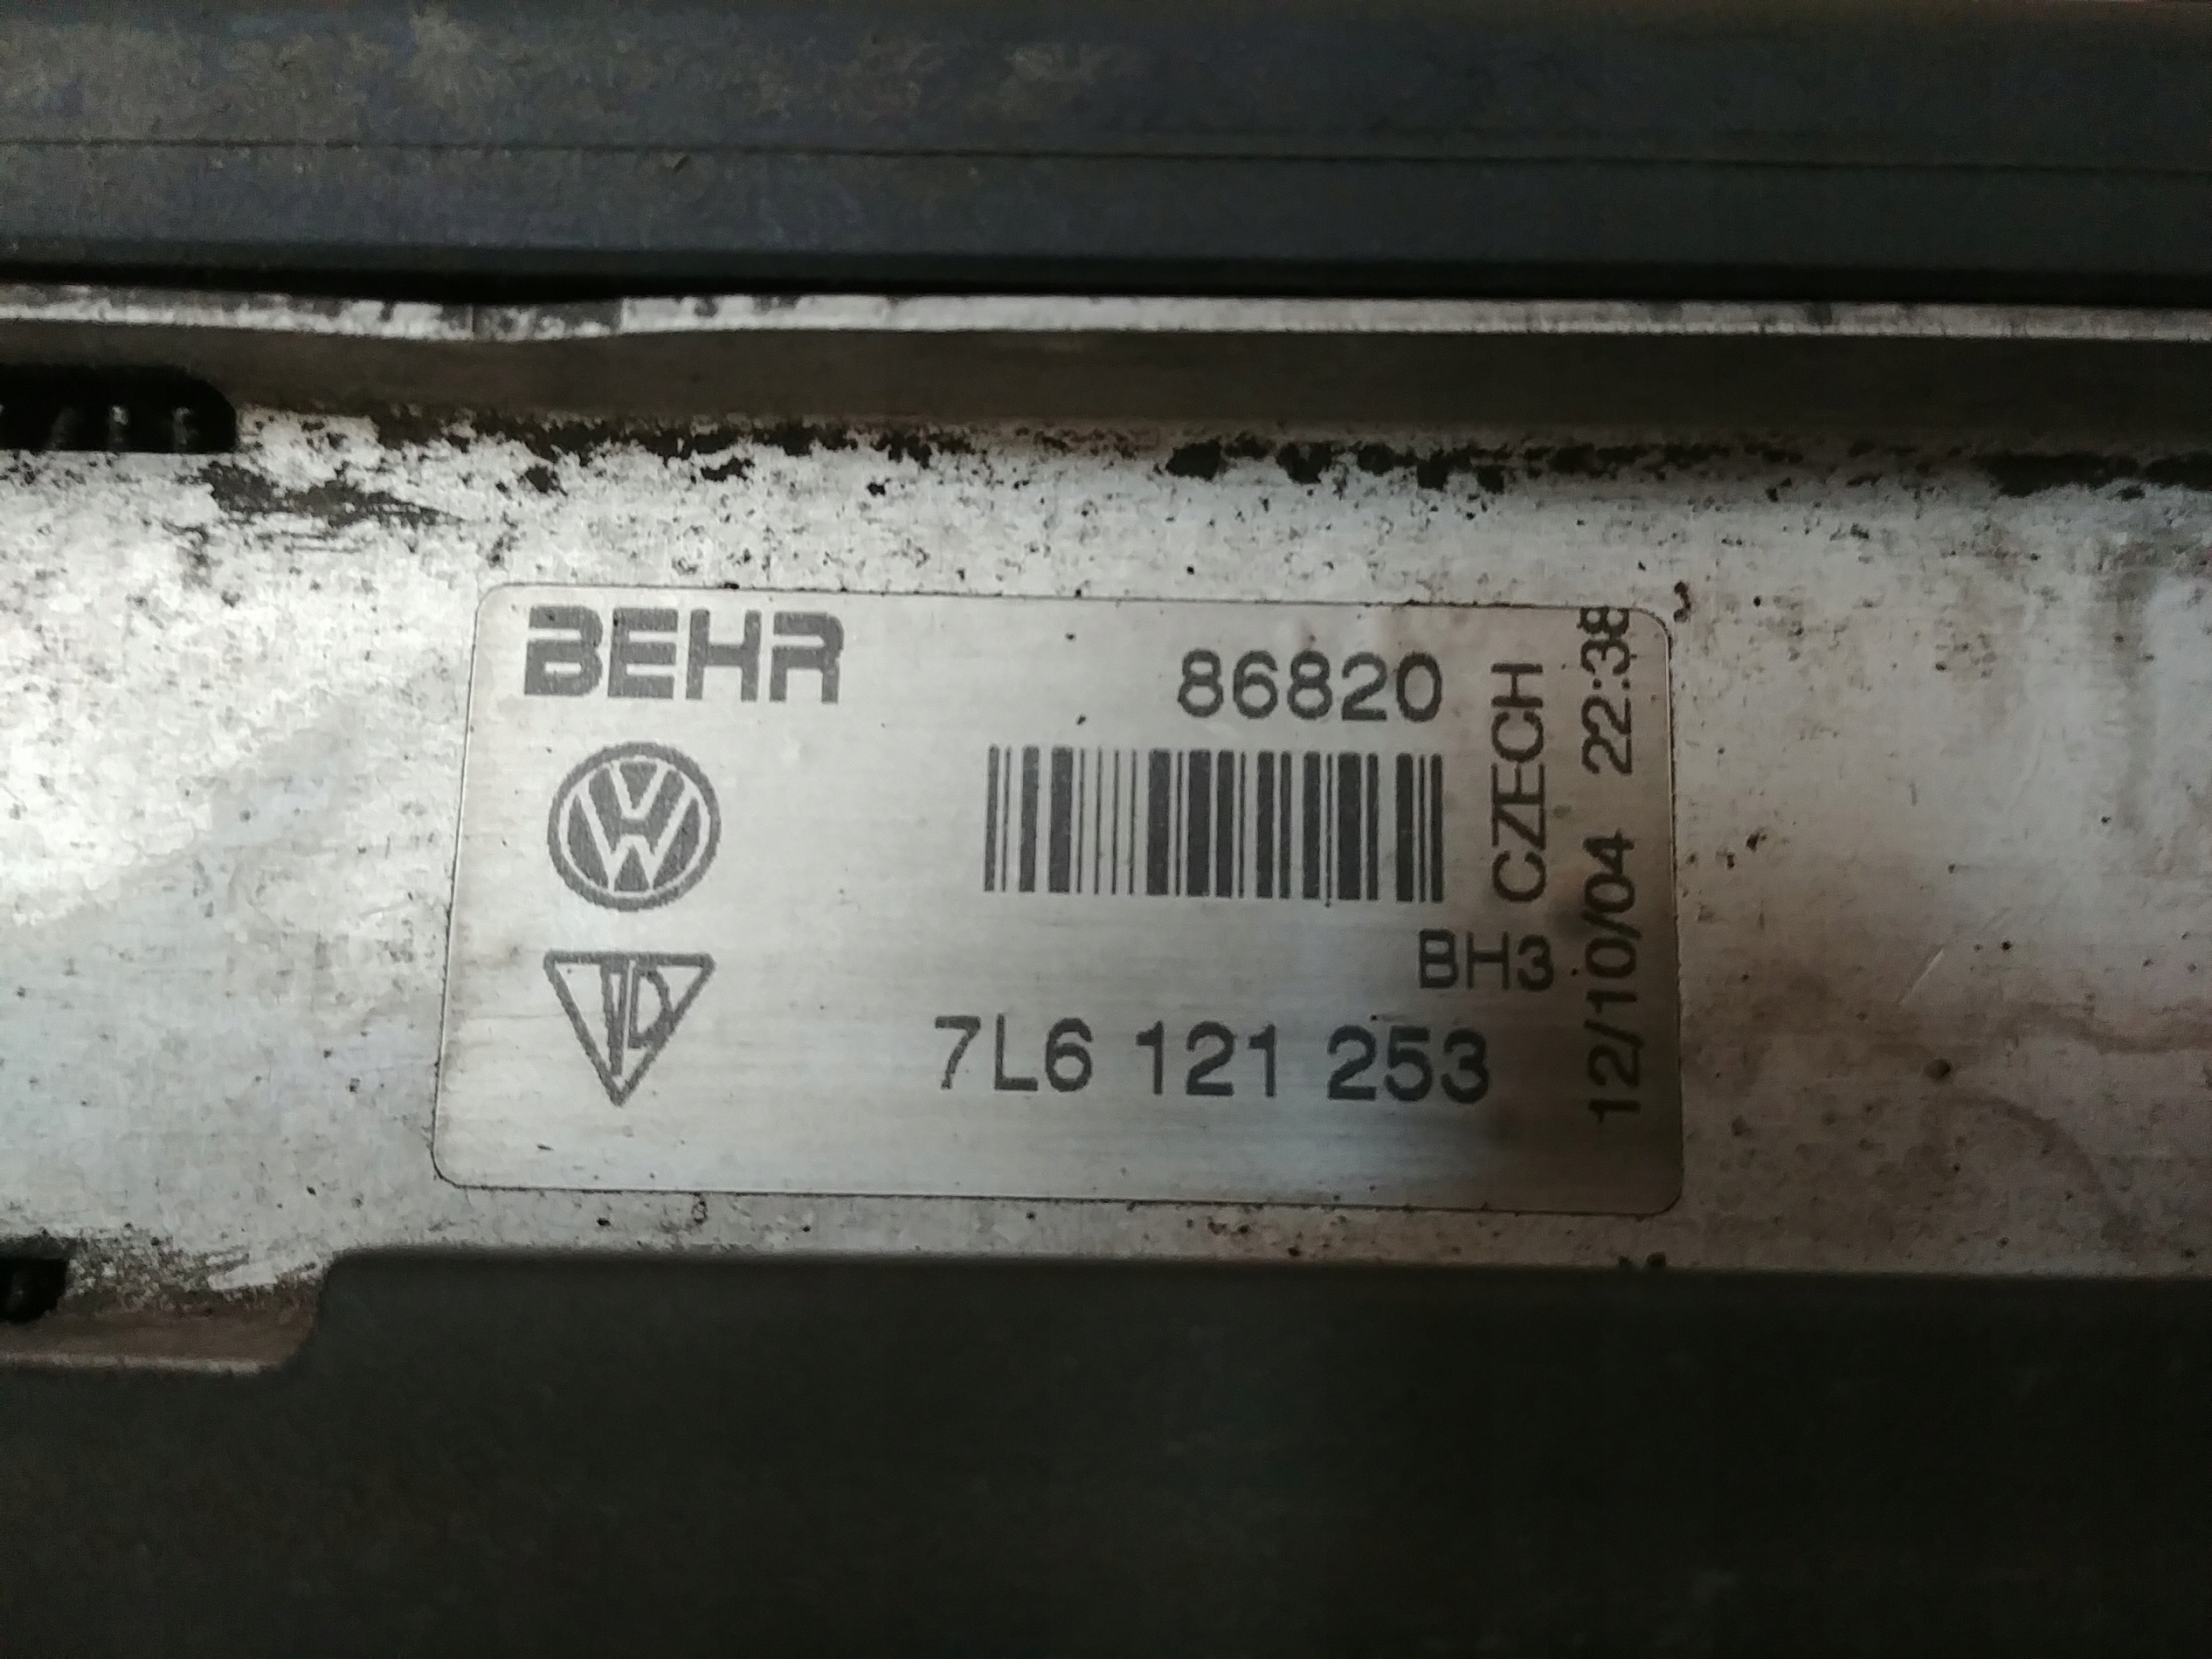 BEHR
86820
BH3
7L6 121 253
CZECH
12/10/04 22:38